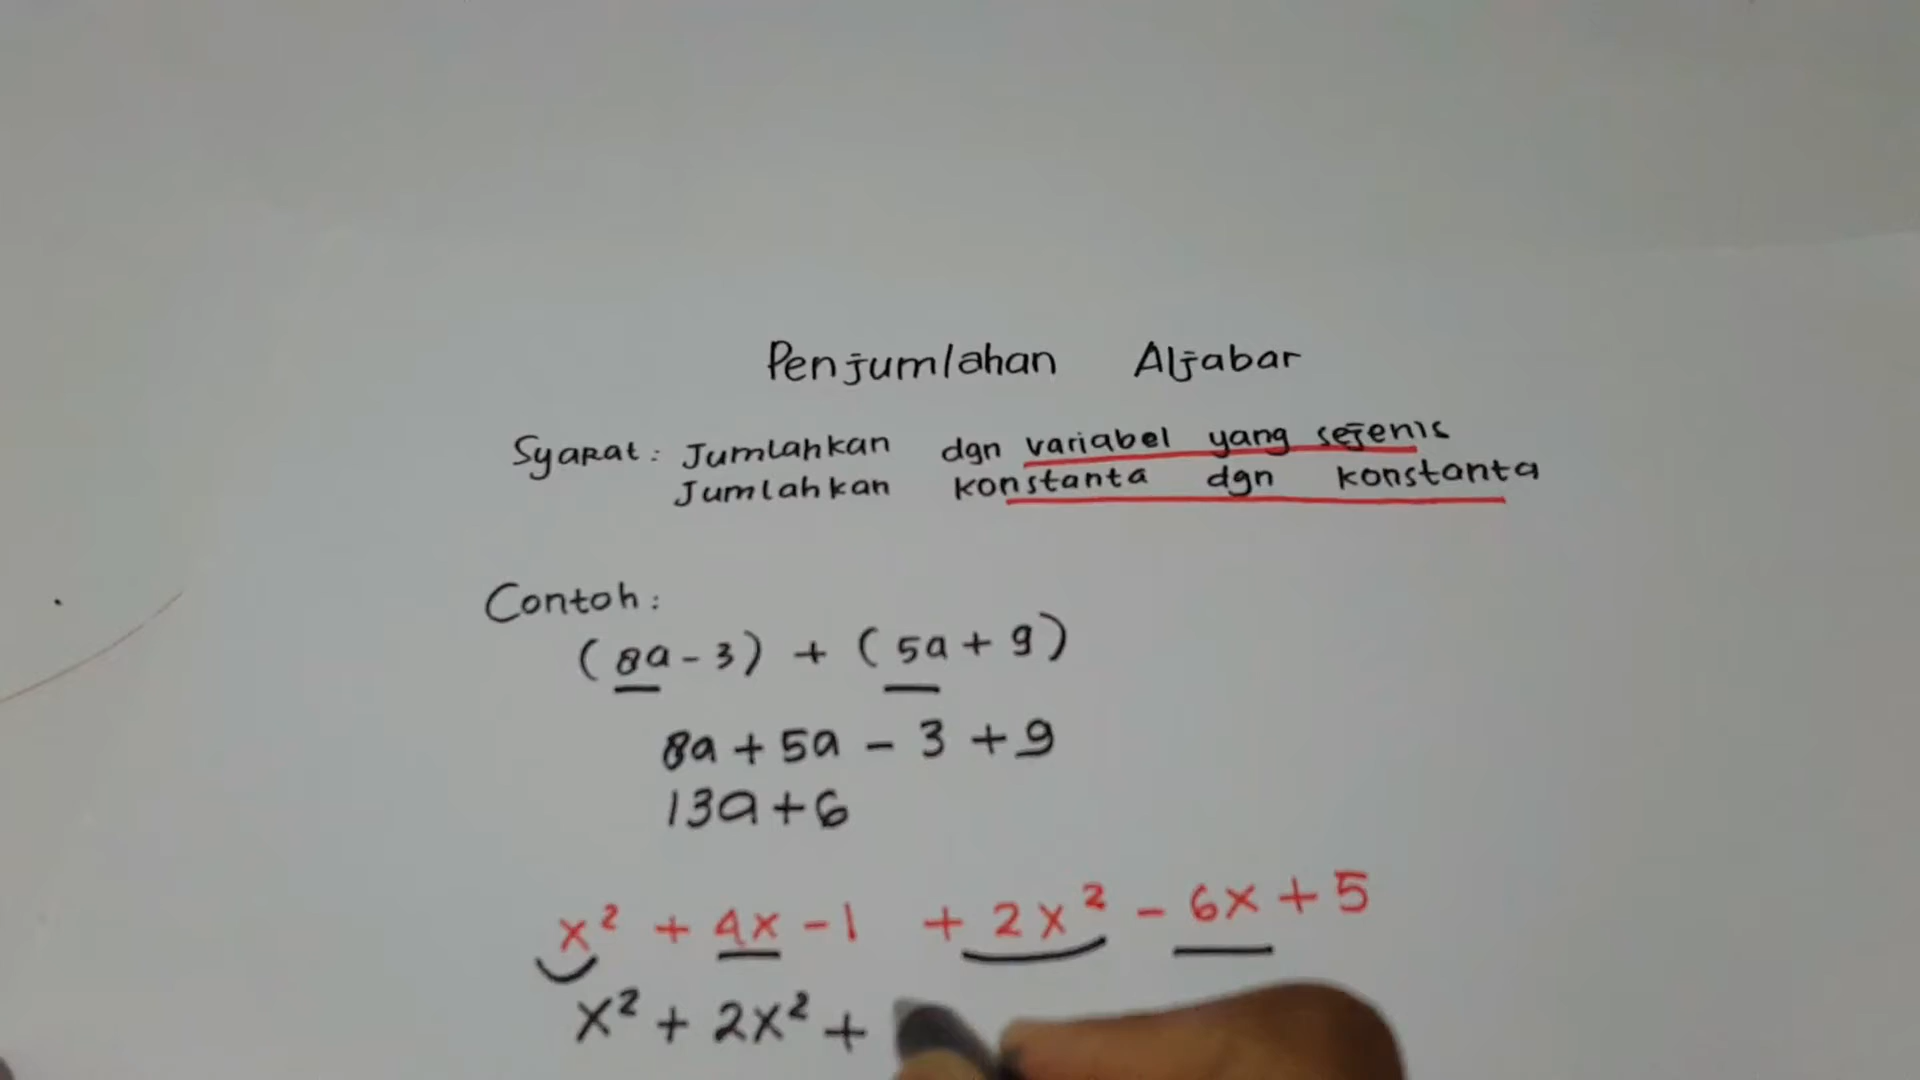 Penjumlahan Aljabar
Syarat: Jumlahkan dgn variabel yang sejenis
Jumlahkan konstanta dgn konstanta
Contoh:
(8a - 3) + (5a + 9)
8a + 5a - 3 + 9
13a + 6
x² + 4x - 1 + 2x² - 6x + 5
x² + 2x² +